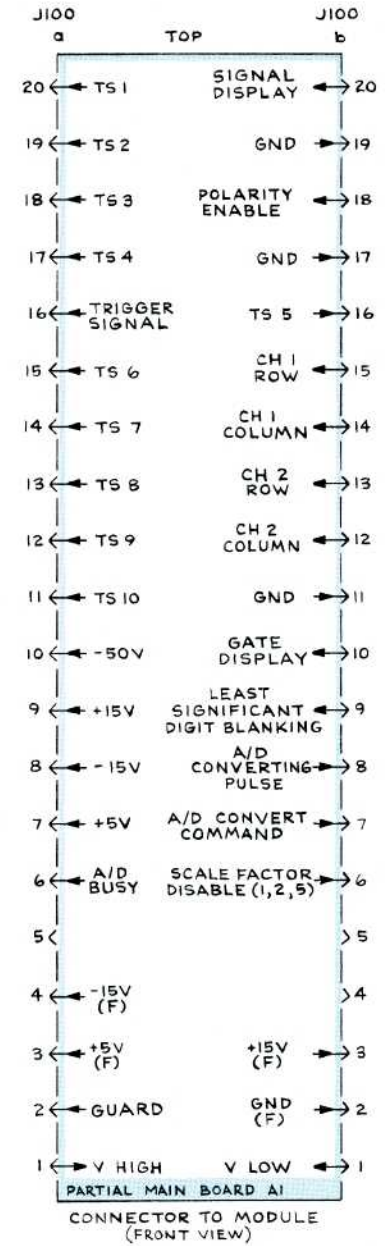 J100 J100
a TOP b
20 TS 1 SIGNAL DISPLAY 20
19 TS 2 GND 19
18 TS 3 POLARITY ENABLE 18
17 TS 4 GND 17
16 TRIGGER SIGNAL TS 5 16
15 TS 6 CH 1 ROW 15
14 TS 7 CH 1 COLUMN 14
13 TS 8 CH 2 ROW 13
12 TS 9 CH 2 COLUMN 12
11 TS 10 GND 11
10 -50V GATE DISPLAY 10
9 +15V LEAST SIGNIFICANT DIGIT BLANKING 9
8 -15V A/D CONVERTING PULSE 8
7 +5V A/D CONVERT COMMAND 7
6 A/D BUSY SCALE FACTOR DISABLE (1,2,5) 6
5 5
4 -15V (F) 4
3 +5V (F) +15V (F) 3
2 GUARD GND (F) 2
1 V HIGH V LOW 1
PARTIAL MAIN BOARD A1
CONNECTOR TO MODULE
(FRONT VIEW)